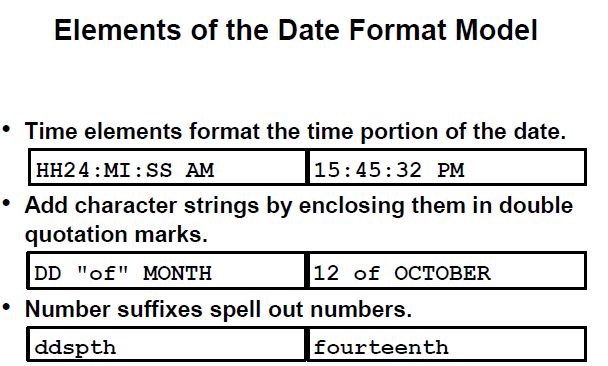 Elements of the Date Format Model
• Time elements format the time portion of the date.
HH24:MI:SS AM 15:45:32 PM
• Add character strings by enclosing them in double
quotation marks.
DD "of" MONTH 12 of OCTOBER
• Number suffixes spell out numbers.
ddspth fourteenth